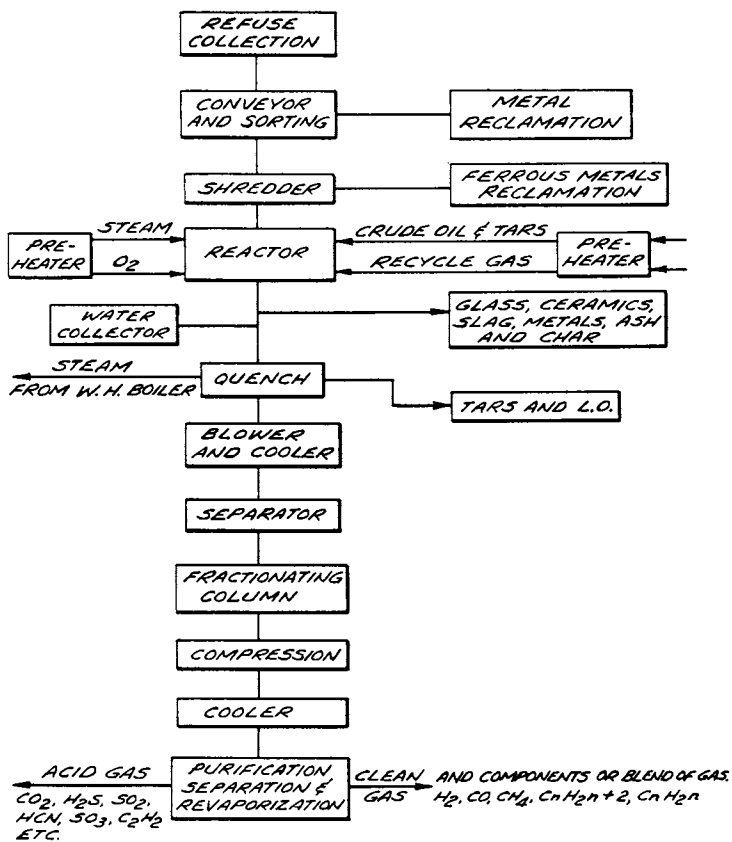 REFUSE
COLLECTION
CONVEYOR
AND SORTING
METAL
RECLAMATION
SHREDDER
FERROUS METALS
RECLAMATION
PRE-
HEATER
STEAM
O2
REACTOR
CRUDE OIL & TARS
RECYCLE GAS
PRE-
HEATER
WATER
COLLECTOR
GLASS, CERAMICS,
SLAG, METALS, ASH
AND CHAR
STEAM
FROM W.H. BOILER
QUENCH
TARS AND L.O.
BLOWER
AND COOLER
SEPARATOR
FRACTIONATING
COLUMN
COMPRESSION
COOLER
ACID GAS
CO2, H2S, SO2,
HCN, SO3, C2H2
ETC.
PURIFICATION,
SEPARATION &
REVAPORIZATION
CLEAN
GAS
AND COMPONENTS OR BLEND OF GAS.
H2, CO, CH4, CnH2n+2, CnH2n